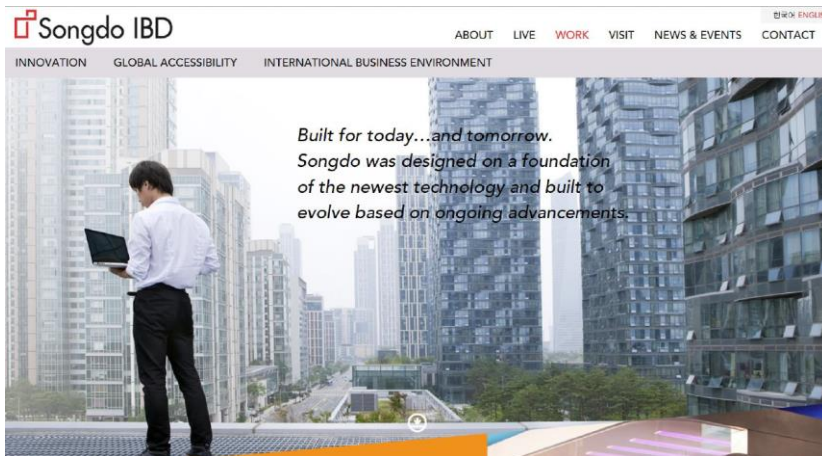 한국어 ENGLISH
Songdo IBD
ABOUT LIVE WORK VISIT NEWS & EVENTS CONTACT
INNOVATION GLOBAL ACCESSIBILITY INTERNATIONAL BUSINESS ENVIRONMENT
Built for today...and tomorrow.
Songdo was designed on a foundation
of the newest technology and built to
evolve based on ongoing advancements.